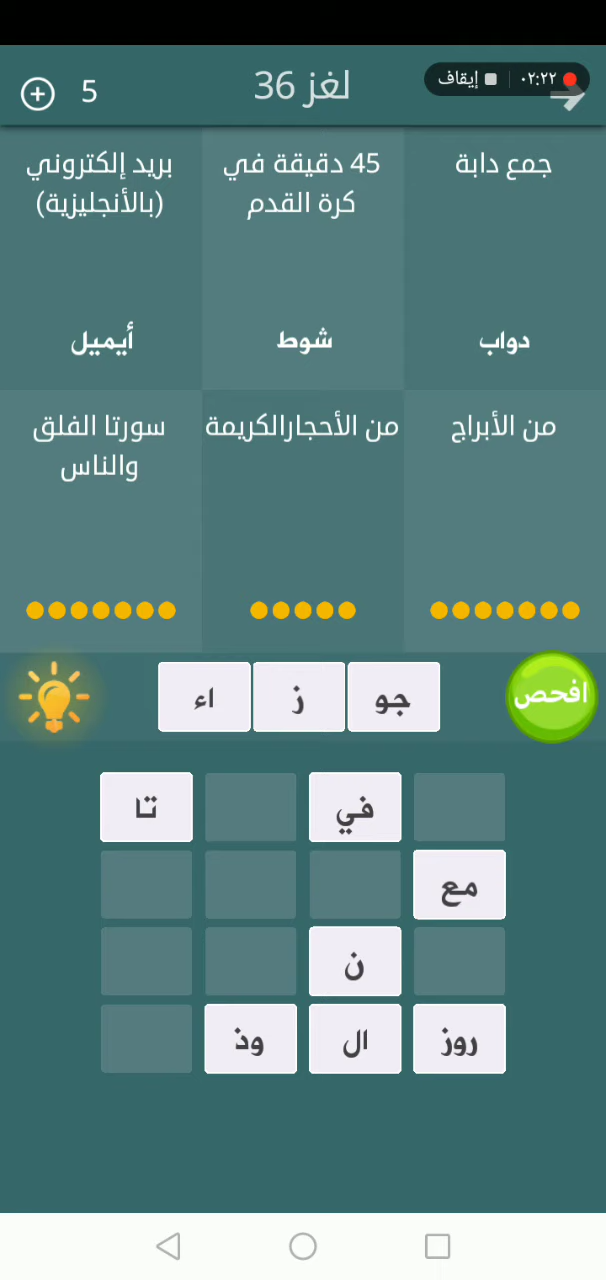 ٠٢:٢٢ إيقاف
لغز 36
5
جمع دابة
دواب
45 دقيقة في
كرة القدم
شوط
بريد إلكتروني
(بالأنجليزية)
أيميل
من الأبراج
من الأحجارالكريمة
سورتا الفلق
والناس
افحص
جو
ز
اء
في
تا
مع
ن
روز
ال
وذ